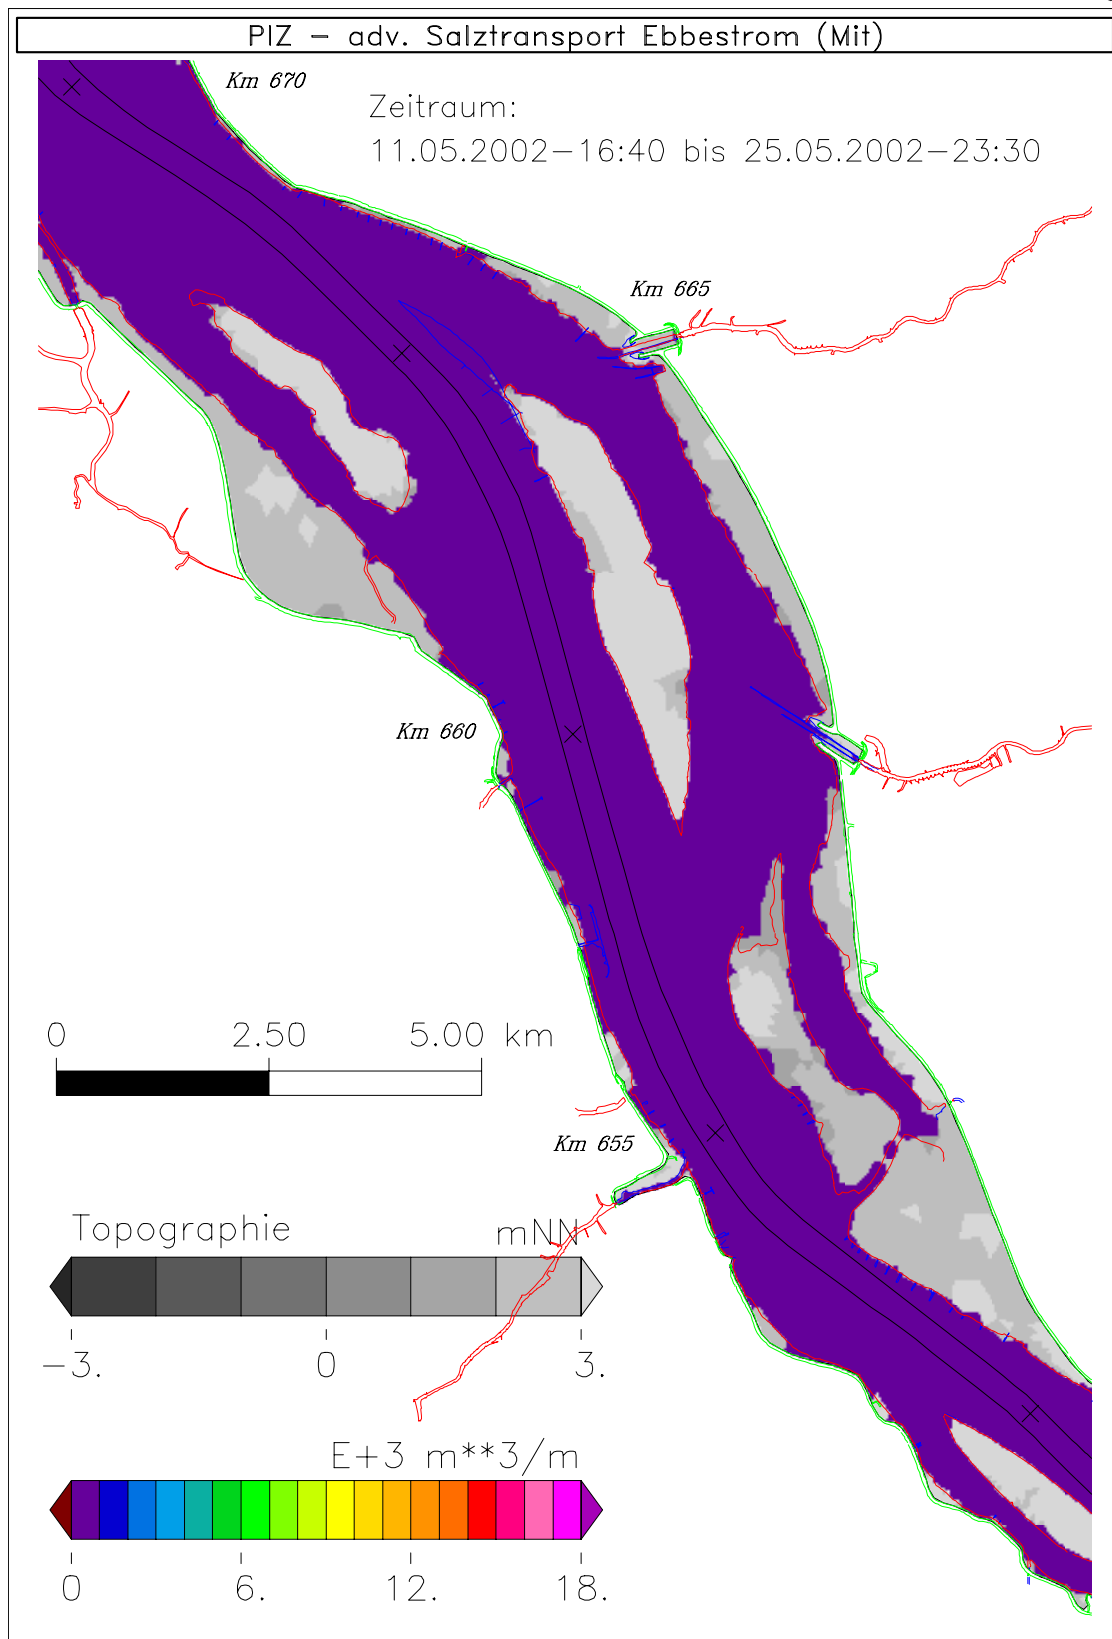 PIZ - adv. Salztransport Ebbestrom (Mit)
Km 670
Zeitraum:
11.05.2002-16:40 bis 25.05.2002-23:30
Km 665
Km 660
0 2.50 5.00 km
Km 655
Topographie mNN
-3. 0 3.
E+3 m**3/m
0 6. 12. 18.